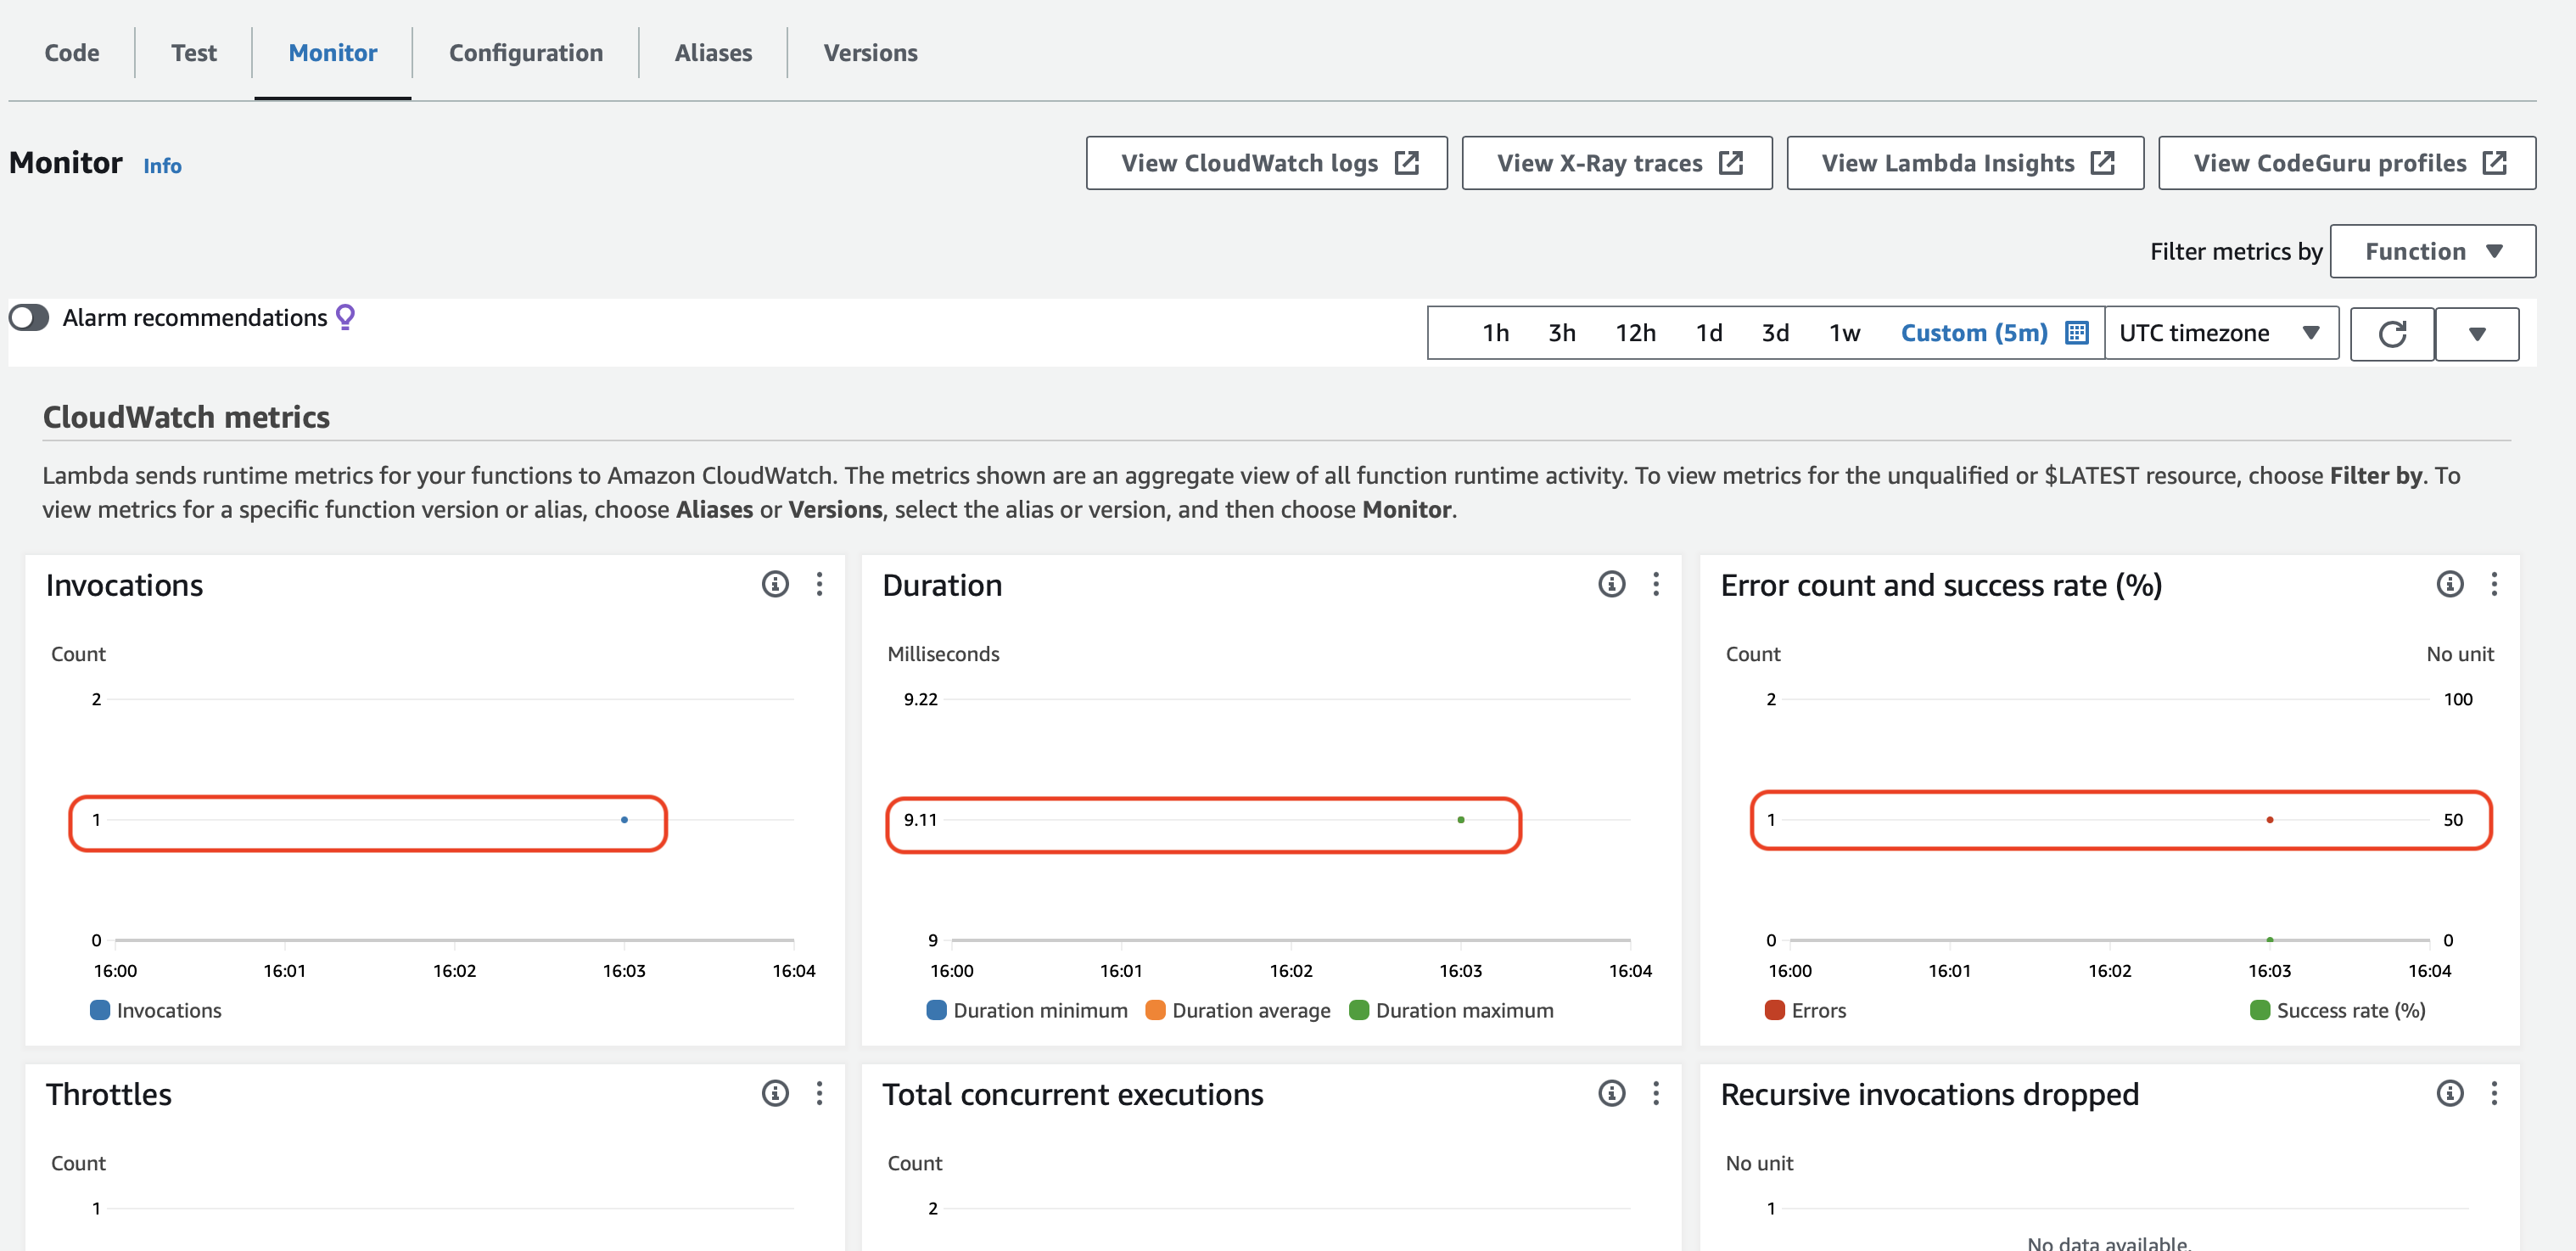 Code Test Monitor Configuration Aliases Versions
Monitor Info View CloudWatch logs View X-Ray traces View Lambda Insights View CodeGuru profiles
Filter metrics by Function
Alarm recommendations 1h 3h 12h 1d 3d 1w Custom (5m) UTC timezone
CloudWatch metrics
Lambda sends runtime metrics for your functions to Amazon CloudWatch. The metrics shown are an aggregate view of all function runtime activity. To view metrics for the unqualified or $LATEST resource, choose Filter by. To
view metrics for a specific function version or alias, choose Aliases or Versions, select the alias or version, and then choose Monitor.
Invocations
Count
2
1
0
16:00 16:01 16:02 16:03 16:04
Invocations
Duration
Milliseconds
9.22
9.11
9
16:00 16:01 16:02 16:03 16:04
Duration minimum Duration average Duration maximum
Error count and success rate (%)
Count No unit
2 100
1 50
0 0
16:00 16:01 16:02 16:03 16:04
Errors Success rate (%)
Throttles
Count
1
Total concurrent executions
Count
2
Recursive invocations dropped
No unit
1
No data available.